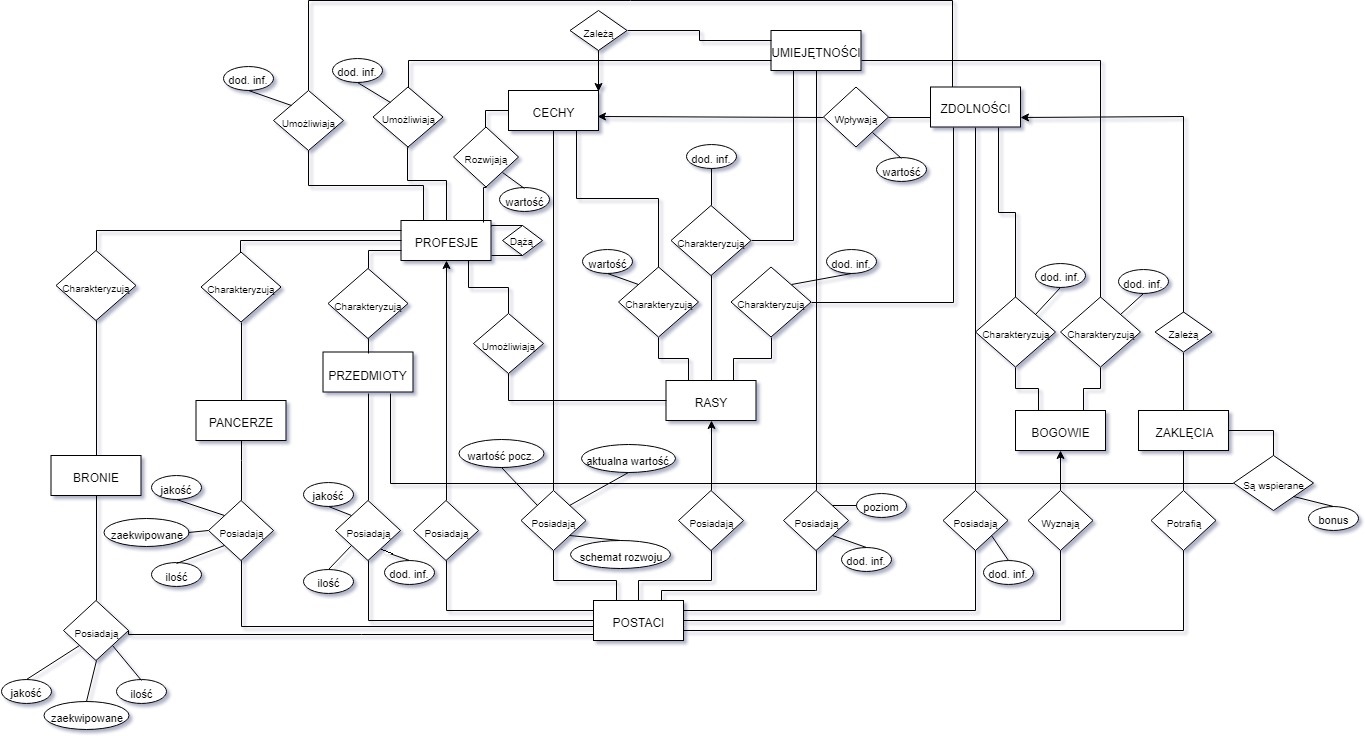 Zależą
UMIEJĘTNOŚCI
dod. inf.
dod. inf.
CECHY
ZDOLNOŚCI
Umożliwiają
Umożliwiają
Wpływają
Rozwijają
dod. inf.
wartość
wartość
PROFESJE
Dążą
Charakteryzują
wartość
dod. inf.
dod. inf.
dod. inf.
Charakteryzują
Charakteryzują
Charakteryzują
Charakteryzują
Charakteryzują
Charakteryzują
Charakteryzują
Zależą
Umożliwiają
PRZEDMIOTY
RASY
PANCERZE
BOGOWIE
ZAKLĘCIA
wartość pocz.
aktualna wartość
BRONIE
jakość
jakość
Są wspierane
poziom
bonus
zaekwipowane
Posiadają
Posiadają
Posiadają
Posiadają
Posiadają
Posiadają
Posiadają
Wyznają
Potrafią
schemat rozwoju
dod. inf.
ilość
ilość
dod. inf.
dod. inf.
POSTACI
Posiadają
jakość
ilość
zaekwipowane